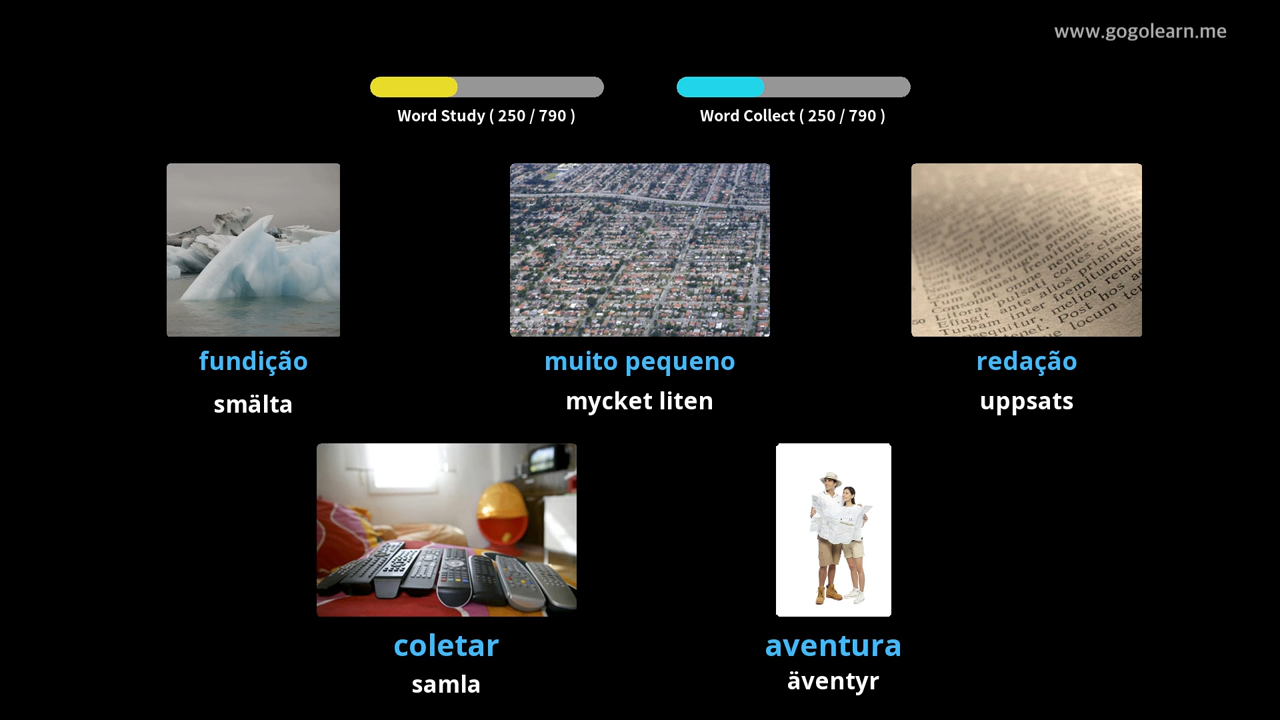 www.gogolearn.me
Word Study ( 250 / 790 )
Word Collect ( 250 / 790 )
fundição
muito pequeno
redação
smälta
mycket liten
uppsats
coletar
aventura
samla
äventyr